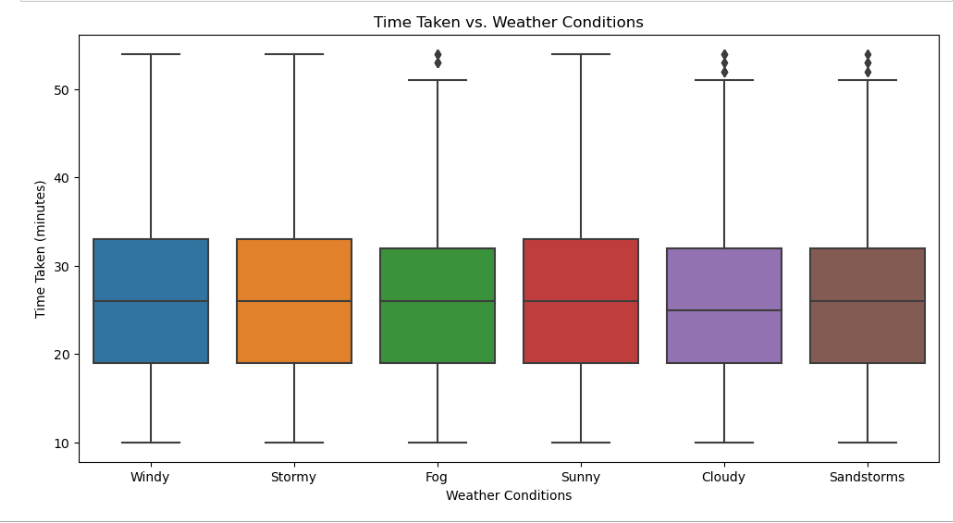 Time Taken vs. Weather Conditions
50
40
30
20
10
Time Taken (minutes)
Windy Stormy Fog Sunny Cloudy Sandstorms
Weather Conditions